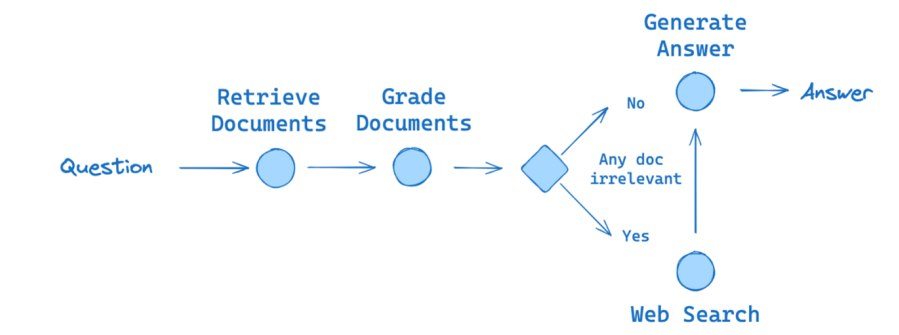 Generate
Answer
Retrieve
Documents
Grade
Documents
No
Answer
Question
Any doc
irrelevant
Yes
Web Search